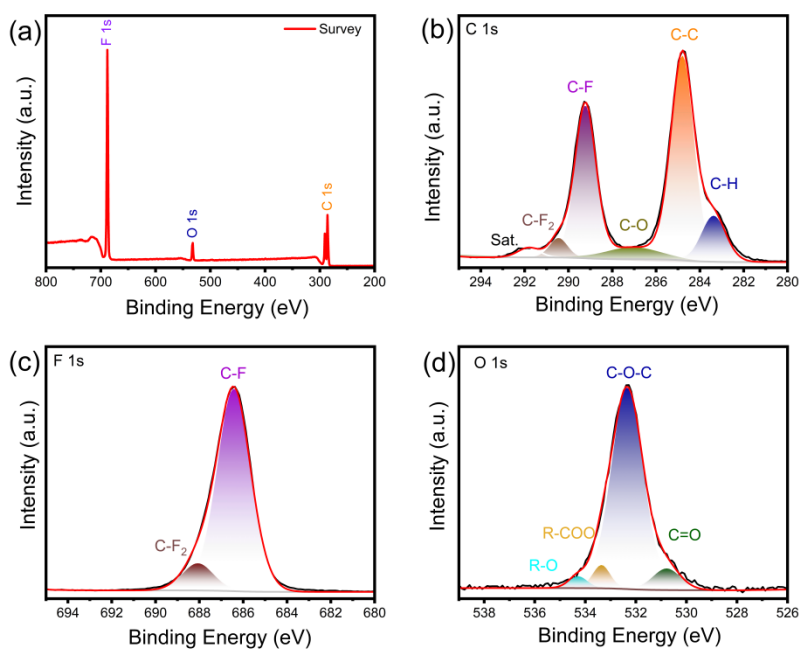 (a)
F 1s
Survey
O 1s
C 1s
Intensity (a.u.)
800 700 600 500 400 300 200
Binding Energy (eV)
(b)
C 1s
C-C
C-F
C-H
C-F₂
C-O
Sat.
Intensity (a.u.)
294 292 290 288 286 284 282 280
Binding Energy (eV)
(c)
F 1s
C-F
C-F₂
Intensity (a.u.)
694 692 690 688 686 684 682 680
Binding Energy (eV)
(d)
O 1s
C-O-C
R-COO
C=O
R-O
Intensity (a.u.)
538 536 534 532 530 528 526
Binding Energy (eV)